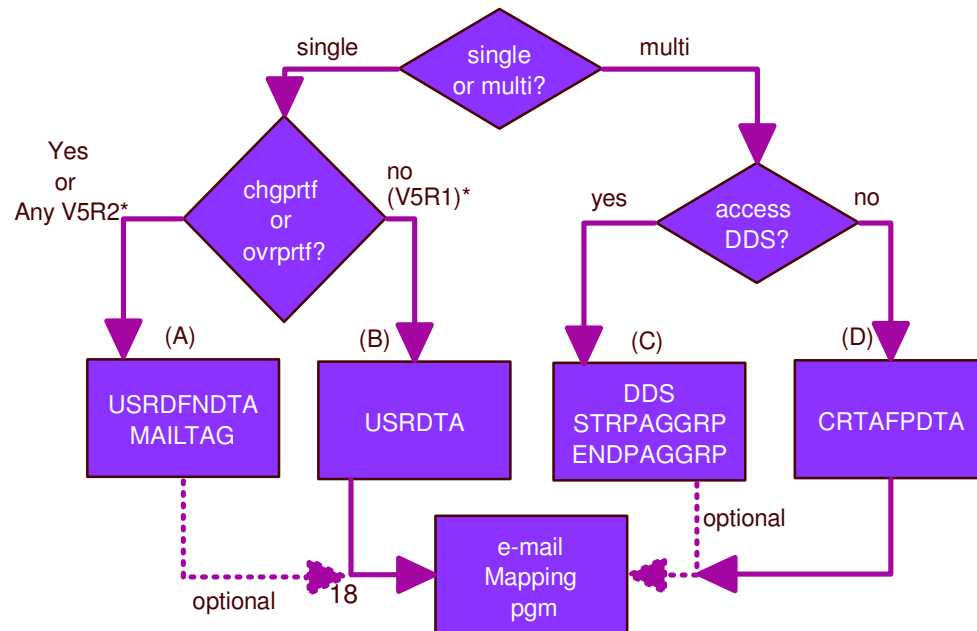 single
single
or multi?
multi
Yes
or
Any V5R2*
chgprtf
or
ovrprtf?
no
(V5R1)*
yes
access
DDS?
no
(A)
(B)
(C)
(D)
USRDFNDTA
MAILTAG
USRDTA
DDS
STRPAGGRP
ENDPAGGRP
CRTAFPDTA
optional
optional
18
e-mail
Mapping
pgm